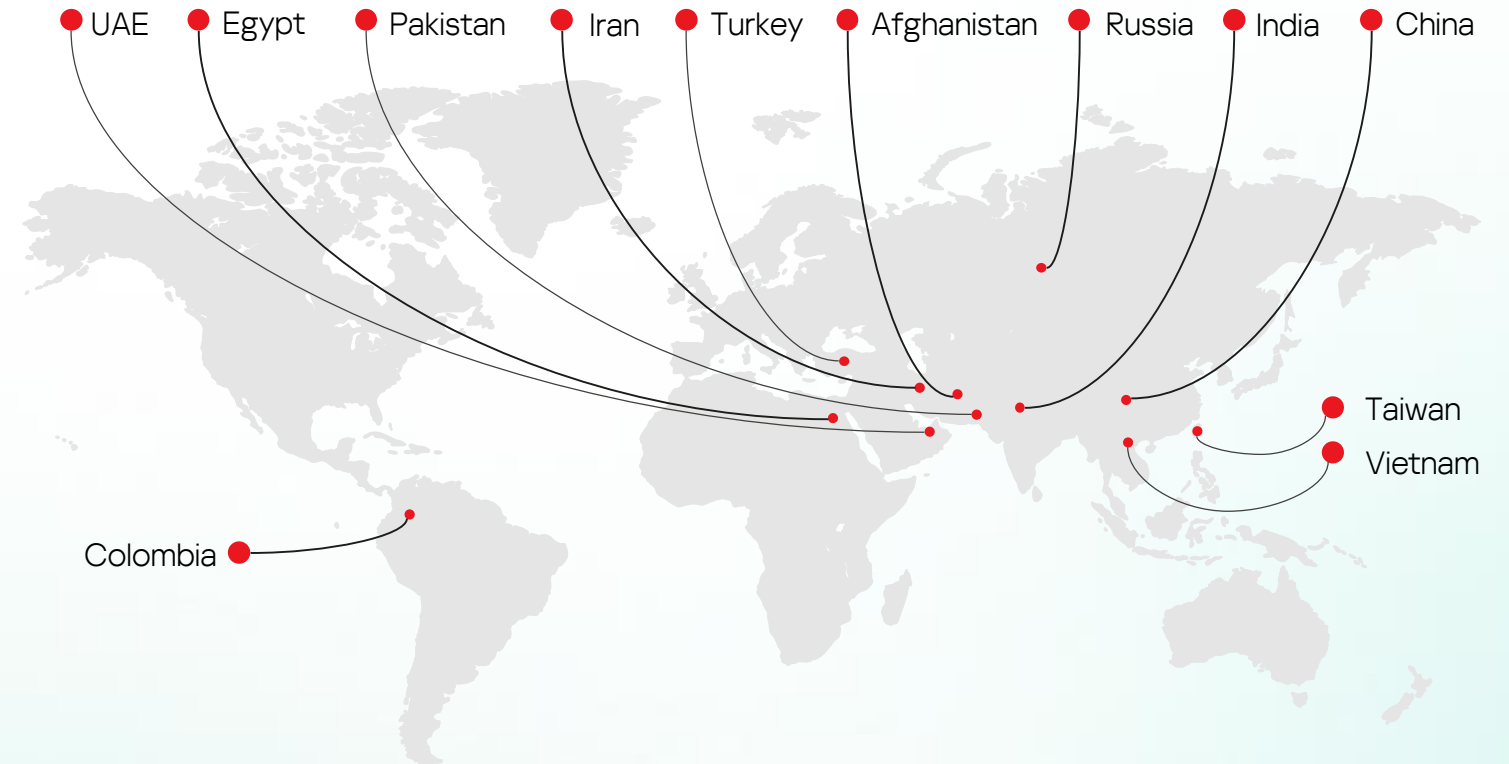 UAE
Egypt
Pakistan
Iran
Turkey
Afghanistan
Russia
India
China
Taiwan
Vietnam
Colombia